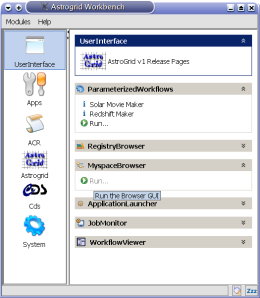 Astrogrid Workbench
Modules Help
UserInterface
Apps
ACR
Astro Grid
Astrogrid
CDS
Cds
System
UserInterface
Astro Grid AstroGrid v1 Release Pages
ParameterizedWorkflows
i Solar Movie Maker
i Redshift Maker
Run...
RegistryBrowser
MyspaceBrowser
Run...
Run the Browser GUI
ApplicationLauncher
JobMonitor
WorkflowViewer
Zzz